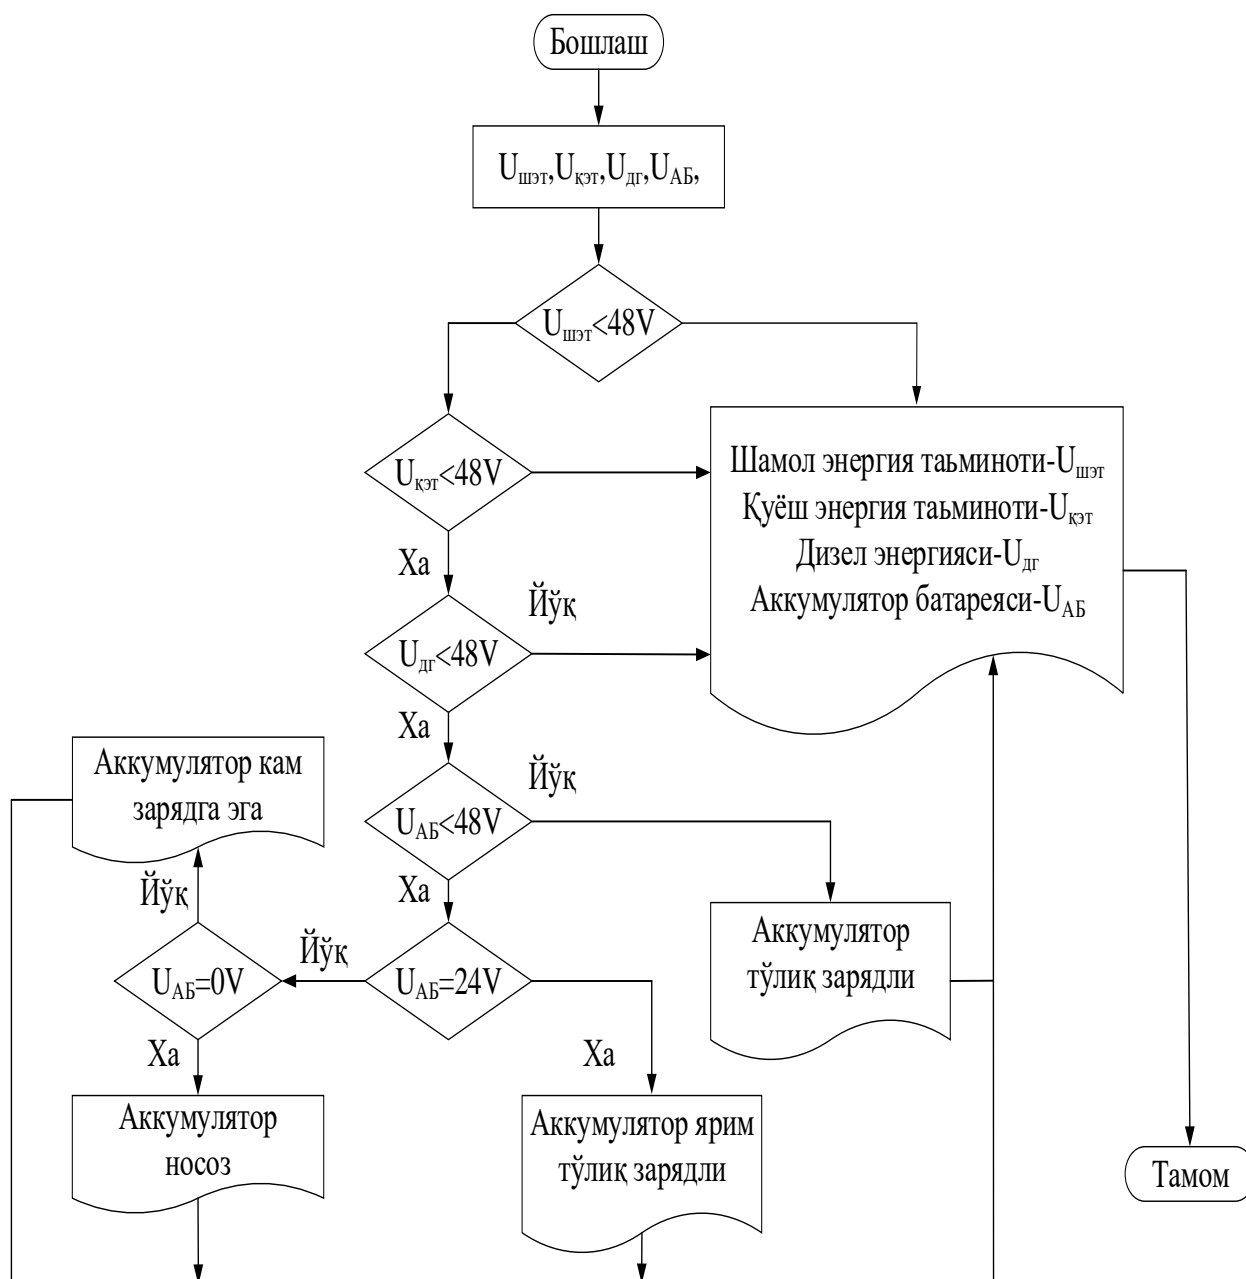 Бошлаш
Uшэт,Uқэт,Uдг,UАБ,
Uшэт<48V
Uқэт<48V
Шамол энергия таьминоти-Uшэт
Қуёш энергия таьминоти-Uқэт
Дизел энергияси-Uдг
Аккумулятор батареяси-UАБ
Ха
Йўқ
Uдг<48V
Ха
Йўқ
Аккумулятор кам
зарядга эга
UАБ<48V
Ха
Йўқ
Йўқ
UАБ=0V
UАБ=24V
Аккумулятор
тўлиқ зарядли
Ха
Ха
Аккумулятор
носоз
Аккумулятор ярим
тўлиқ зарядли
Тамом